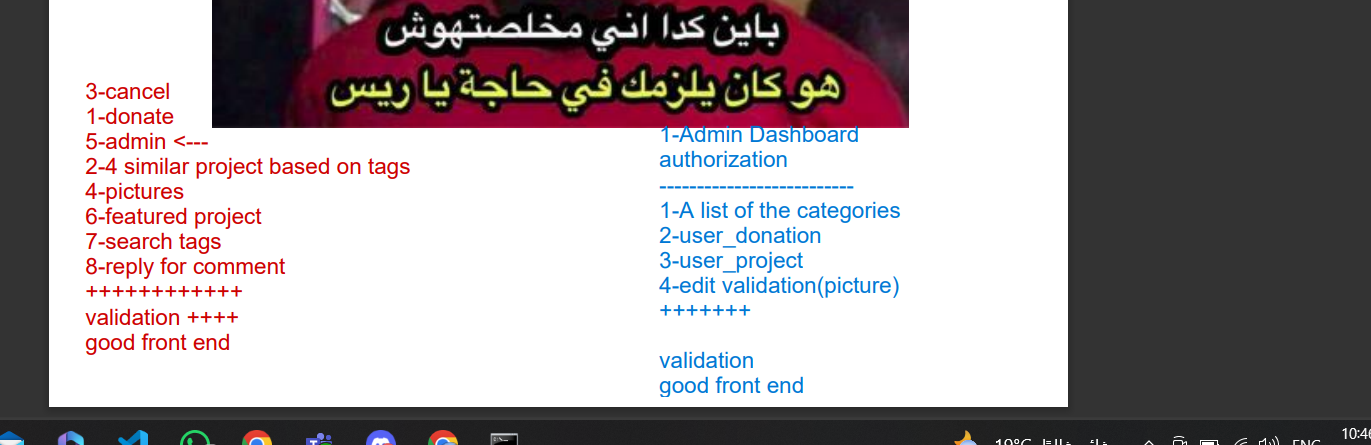 باين كدا اني مخلصتهوش
هو كان يلزمك في حاجة يا ريس
3-cancel
1-donate
5-admin <---
2-4 similar project based on tags
4-pictures
6-featured project
7-search tags
8-reply for comment
++++++++++++
validation ++++
good front end
1-Admin Dashboard
authorization
--------------------------
1-A list of the categories
2-user_donation
3-user_project
4-edit validation(picture)
+++++++
validation
good front end
19°C
ENG